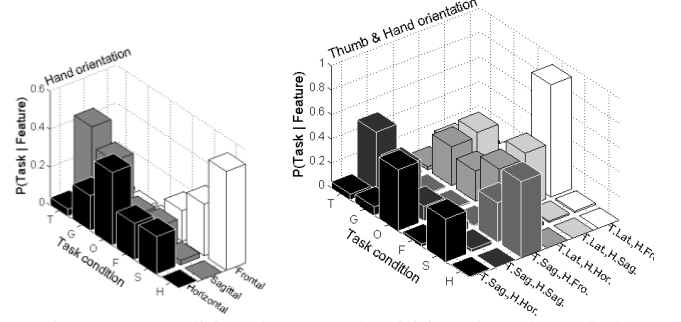 Hand orientation
P(Task | Feature)
0.6
0.4
0.2
0
T
G
O
F
S
H
Task condition
Horizontal
Sagittal
Frontal
Thumb & Hand orientation
P(Task | Feature)
1
0.8
0.6
0.4
0.2
0
T
G
O
F
S
H
Task condition
T.Sag.,H.Hor.
T.Sag.,H.Sag.
T.Sag.,H.Fro.
T.Lat.,H.Hor.
T.Lat,H.Sag.
T.Lat,H.Fr